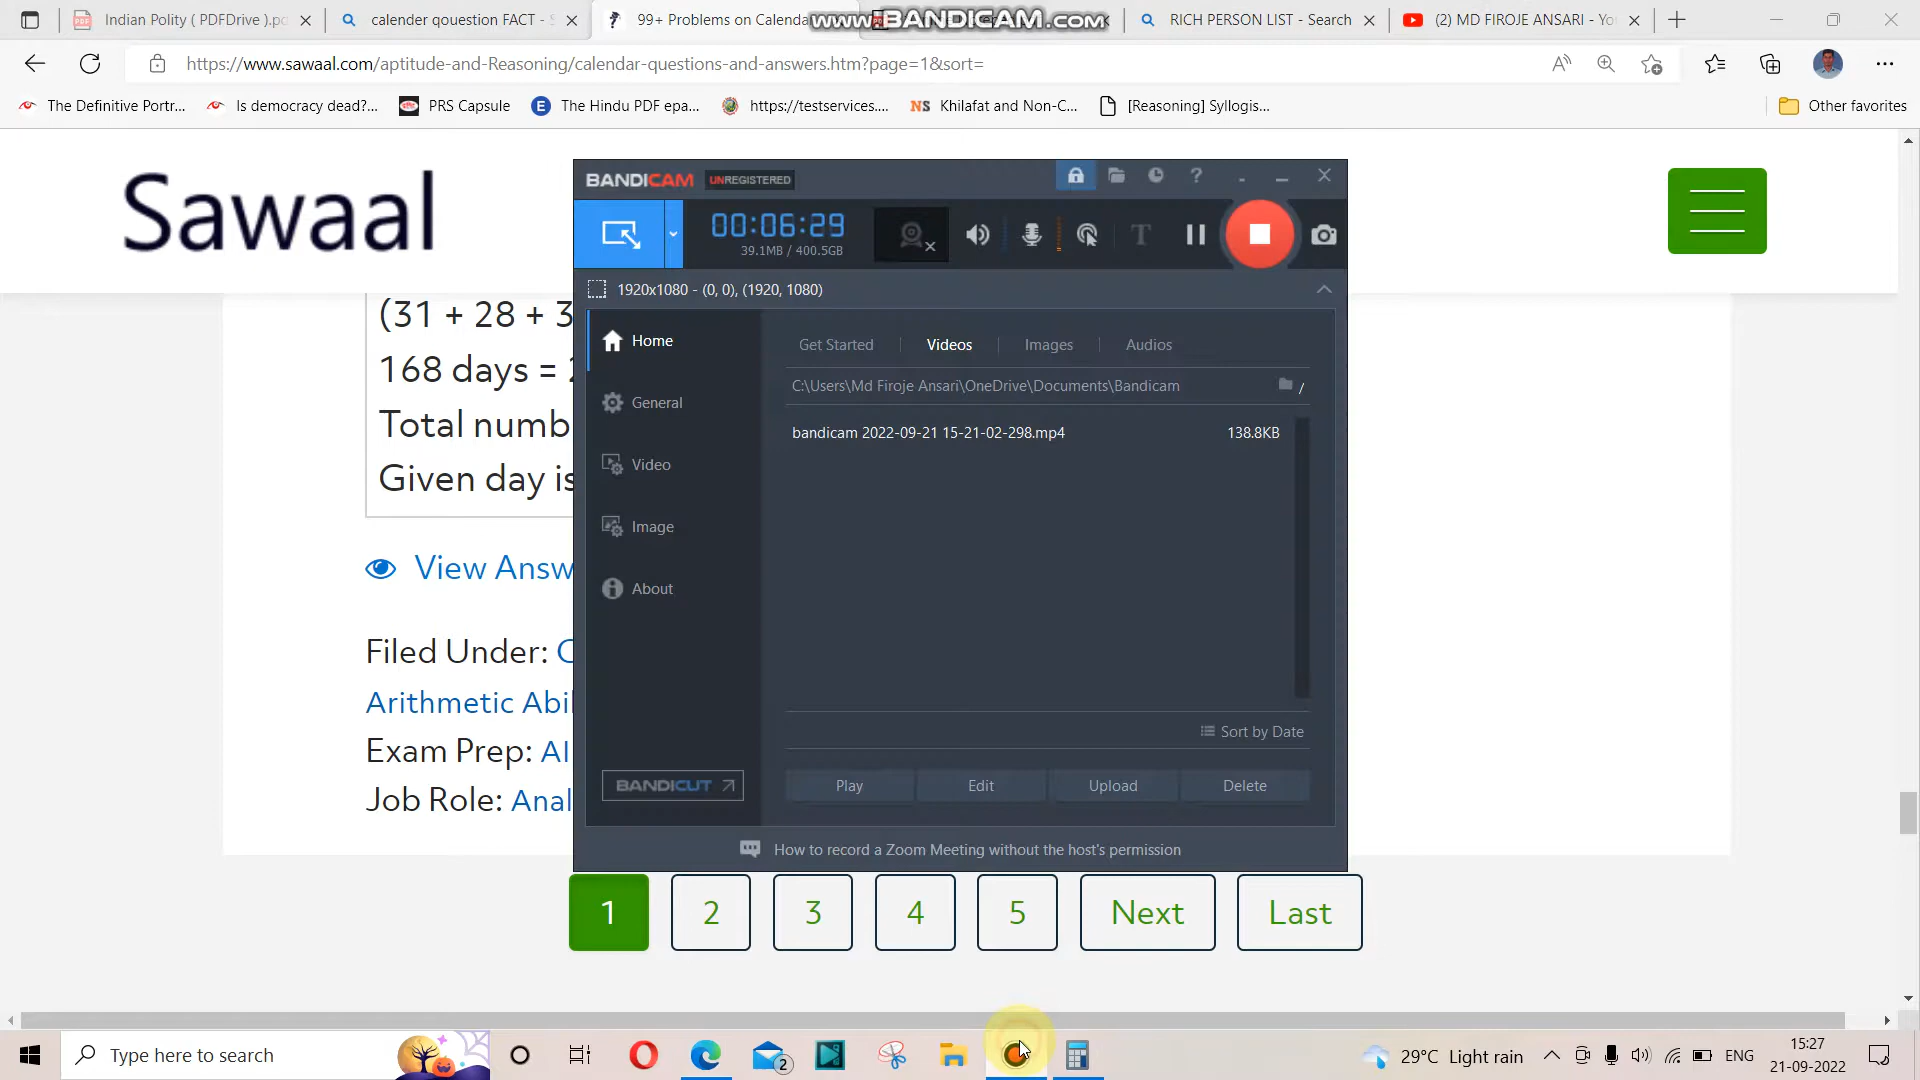 Indian Polity ( PDFDrive ).pd
calender qouestion FACT - S
99+ Problems on Calenda
www.BANDICAM.com
RICH PERSON LIST - Search
(2) MD FIROJE ANSARI - Yo
https://www.sawaal.com/aptitude-and-Reasoning/calendar-questions-and-answers.htm?page=1&sort=
The Definitive Portr...
Is democracy dead?...
PRS Capsule
The Hindu PDF epa...
https://testservices....
NS Khilafat and Non-C...
[Reasoning] Syllogis...
Other favorites
Sawaal
BANDICAM UNREGISTERED
00:06:29
39.1MB / 400.5GB
1920x1080 - (0, 0), (1920, 1080)
(31 + 28 + 3
168 days = 2
Total numb
Given day is
View Answ
Filed Under: C
Arithmetic Abil
Exam Prep: AI
Job Role: Anal
Home
General
Video
Image
About
BANDICUT
Get Started
Videos
Images
Audios
C:\Users\Md Firoje Ansari\OneDrive\Documents\Bandicam
bandicam 2022-09-21 15-21-02-298.mp4 138.8KB
Sort by Date
Play Edit Upload Delete
How to record a Zoom Meeting without the host's permission
1 2 3 4 5 Next Last
Type here to search
2
29°C Light rain
ENG
15:27
21-09-2022